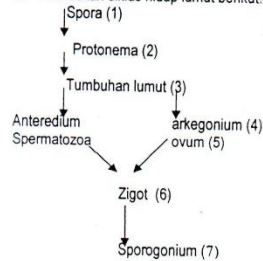 Spora (1)
Protonema (2)
Tumbuhan lumut (3)
Anteredium
Spermatozoa
arkegonium (4)
ovum (5)
Zigot (6)
Sporogonium (7)